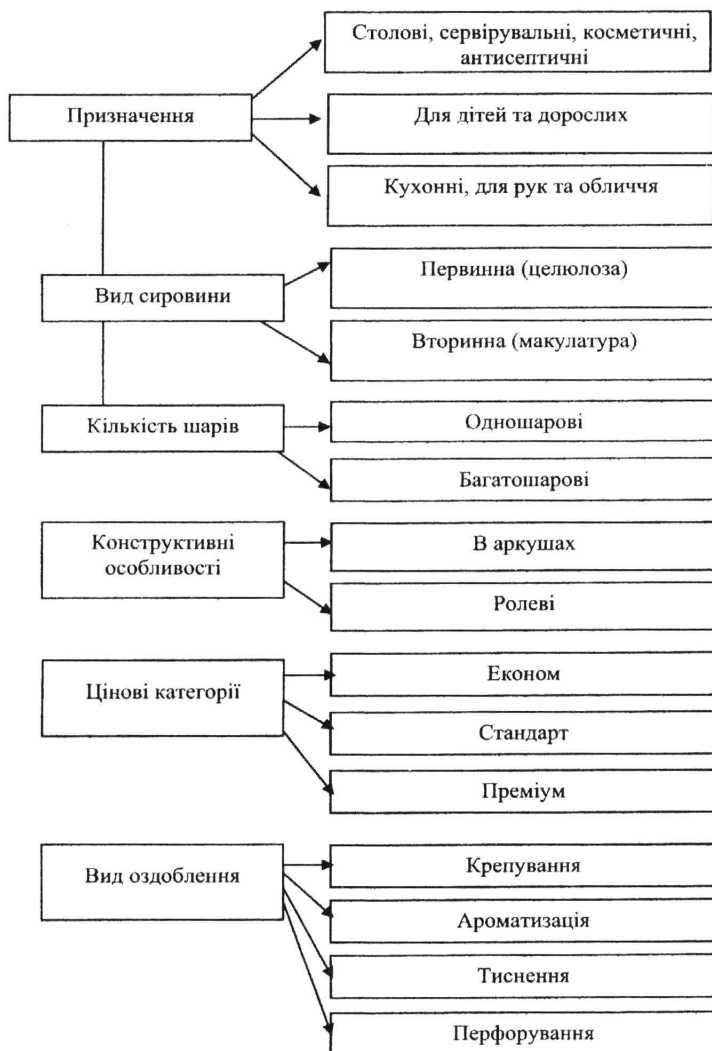 Столові, сервірувальні, косметичні,
антисептичні
Призначення
Для дітей та дорослих
Кухонні, для рук та обличчя
Вид сировини
Первинна (целюлоза)
Вторинна (макулатура)
Кількість шарів
Одношарові
Багатошарові
Конструктивні
особливості
В аркушах
Ролеві
Цінові категорії
Економ
Стандарт
Преміум
Вид оздоблення
Крепування
Ароматизація
Тиснення
Перфорування